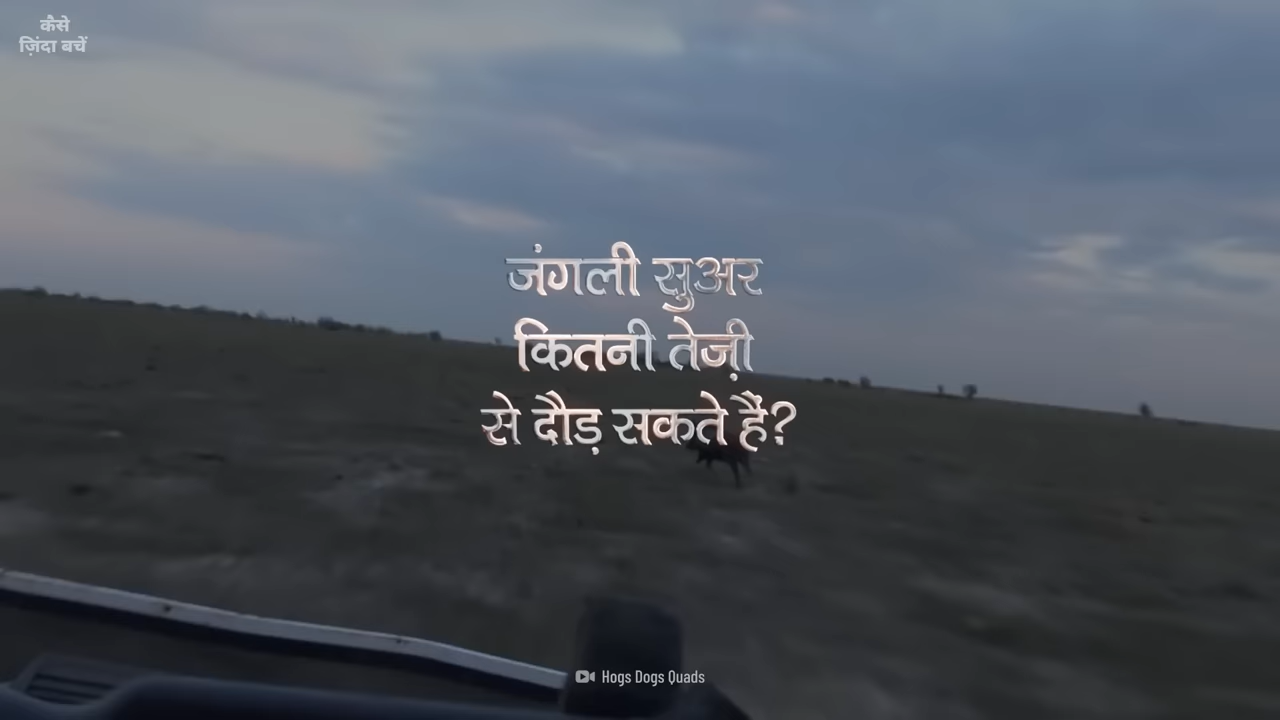 कैसे
ज़िंदा बचें
जंगली सुअर
कितनी तेज़ी
से दौड़ सकते हैं?
Hogs Dogs Quads